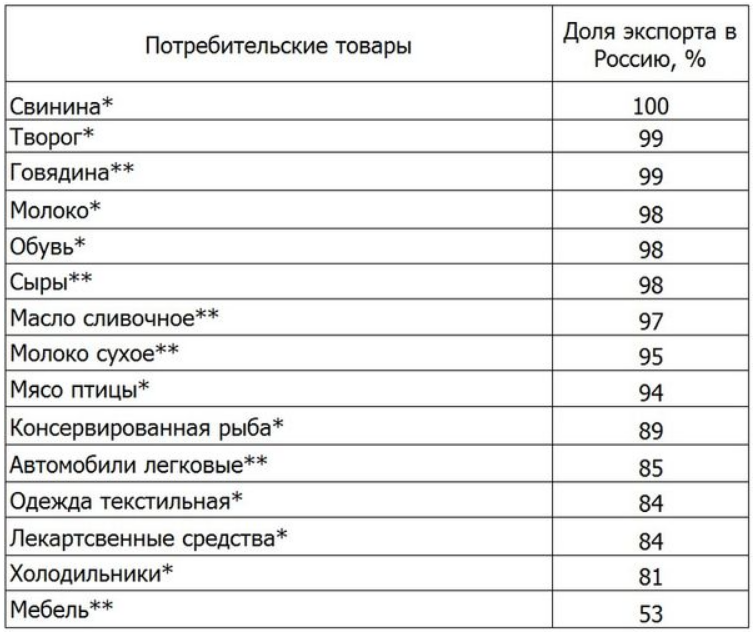 Потребительские товары
Доля экспорта в
Россию, %
Свинина* 100
Творог* 99
Говядина** 99
Молоко* 98
Обувь* 98
Сыры** 98
Масло сливочное** 97
Молоко сухое** 95
Мясо птицы* 94
Консервированная рыба* 89
Автомобили легковые** 85
Одежда текстильная* 84
Лекартсвенные средства* 84
Холодильники* 81
Мебель** 53